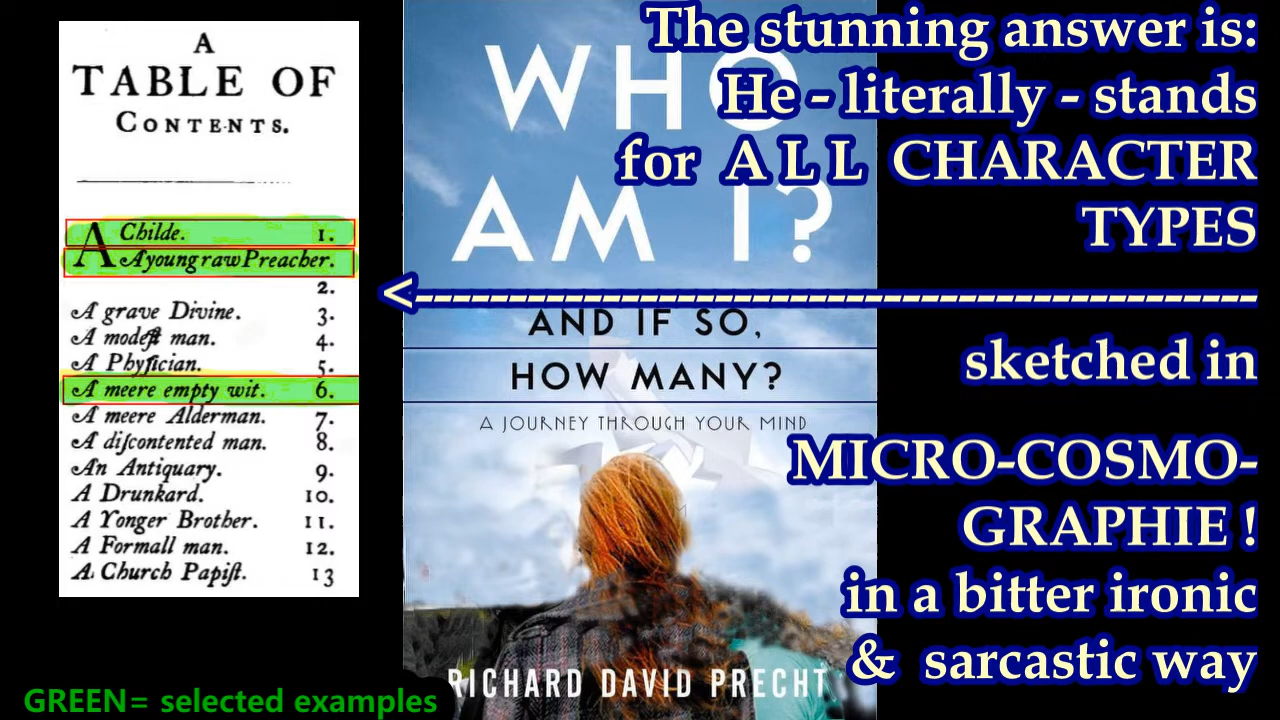 A
TABLE OF
CONTENTS.
A Childe. 1.
A young raw Preacher.
2.
A grave Divine. 3.
A modeſt man. 4.
A Phyſician. 5.
A meere empty wit. 6.
A meere Alderman. 7.
A diſcontented man. 8.
An Antiquary. 9.
A Drunkard. 10.
A Yonger Brother. 11.
A Formall man. 12.
A Church Papiſt. 13
GREEN= selected examples
WHO
AM I?
AND IF SO,
HOW MANY?
A JOURNEY THROUGH YOUR MIND
RICHARD DAVID PRECHT
The stunning answer is:
He - literally - stands
for A L L CHARACTER
TYPES
<-----------------------------------------------
sketched in
MICRO-COSMO-
GRAPHIE !
in a bitter ironic
& sarcastic way